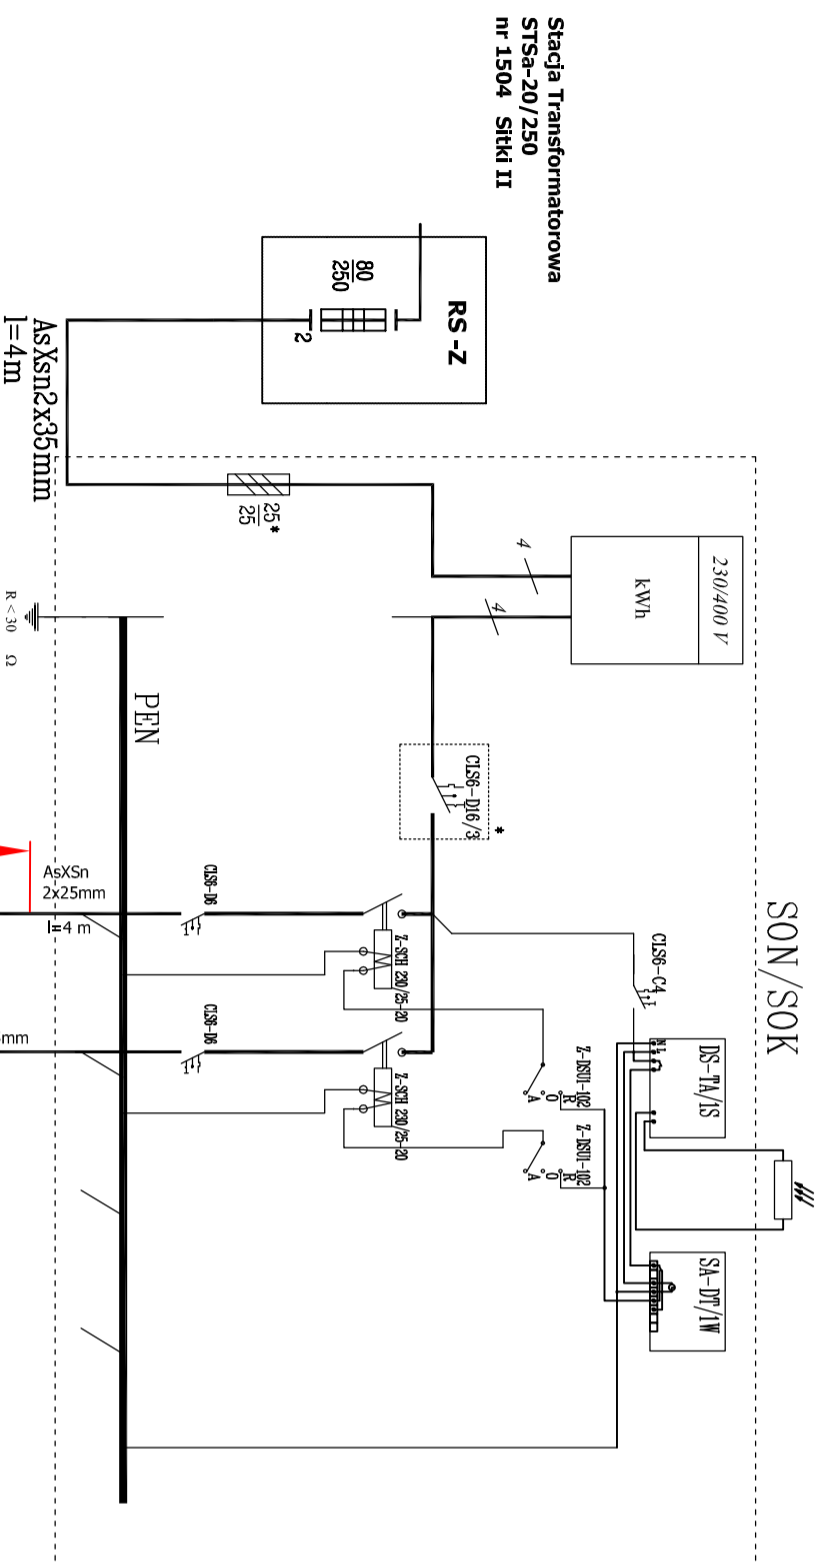 Stacja Transformatorowa
STSa-20/250
nr 1504 Sitki II
RS -Z
80
250
2
AsXsn2x35mm
l=4m
25*
25
230/400 V
kWh
4
4
R < 30 Ω
PEN
CLS6-D16/3
*
SON/SOK
CLS6-C4
DS-TA/1S
N L
SA-DT/1W
Z-DSU1-102
R
O
A
Z-DSU1-102
R
O
A
Z-SCH 230/25-20
Z-SCH 230/25-20
CLS6-D6
CLS6-D6
AsXSn
2x25mm
l=4 m
mm